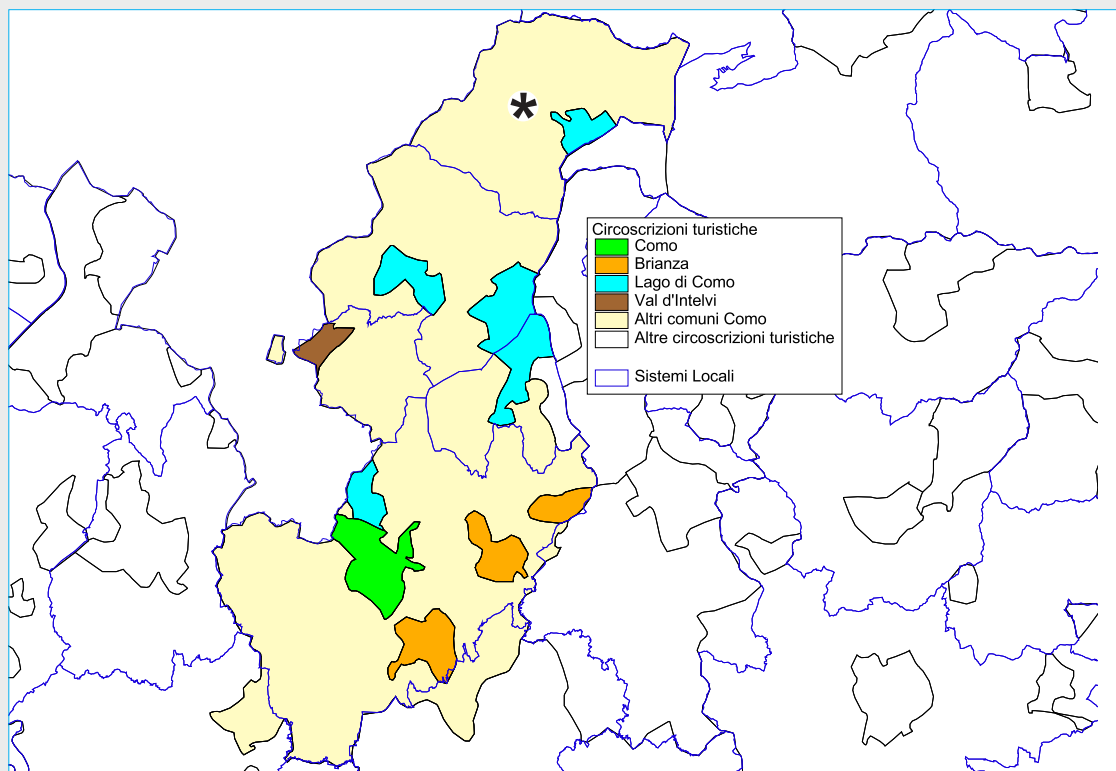 *
Circoscrizioni turistiche
Como
Brianza
Lago di Como
Val d'Intelvi
Altri comuni Como
Altre circoscrizioni turistiche
Sistemi Locali